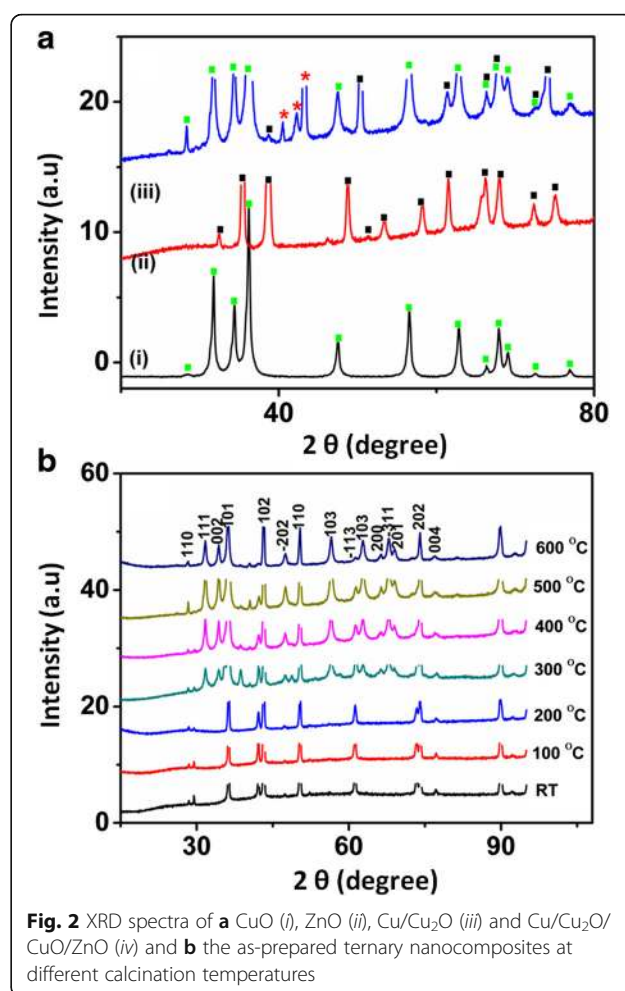 a
20
10
0
Intensity (a.u)
(iii)
(ii)
(i)
40
80
2 θ (degree)
b
60
40
20
0
Intensity (a.u)
110
111
002
101
102
-202
110
103
-113
103
200
311
201
202
004
600 °C
500 °C
400 °C
300 °C
200 °C
100 °C
RT
30
60
90
2 θ (degree)
Fig. 2 XRD spectra of a CuO (i), ZnO (ii), Cu/Cu₂O (iii) and Cu/Cu₂O/
CuO/ZnO (iv) and b the as-prepared ternary nanocomposites at
different calcination temperatures